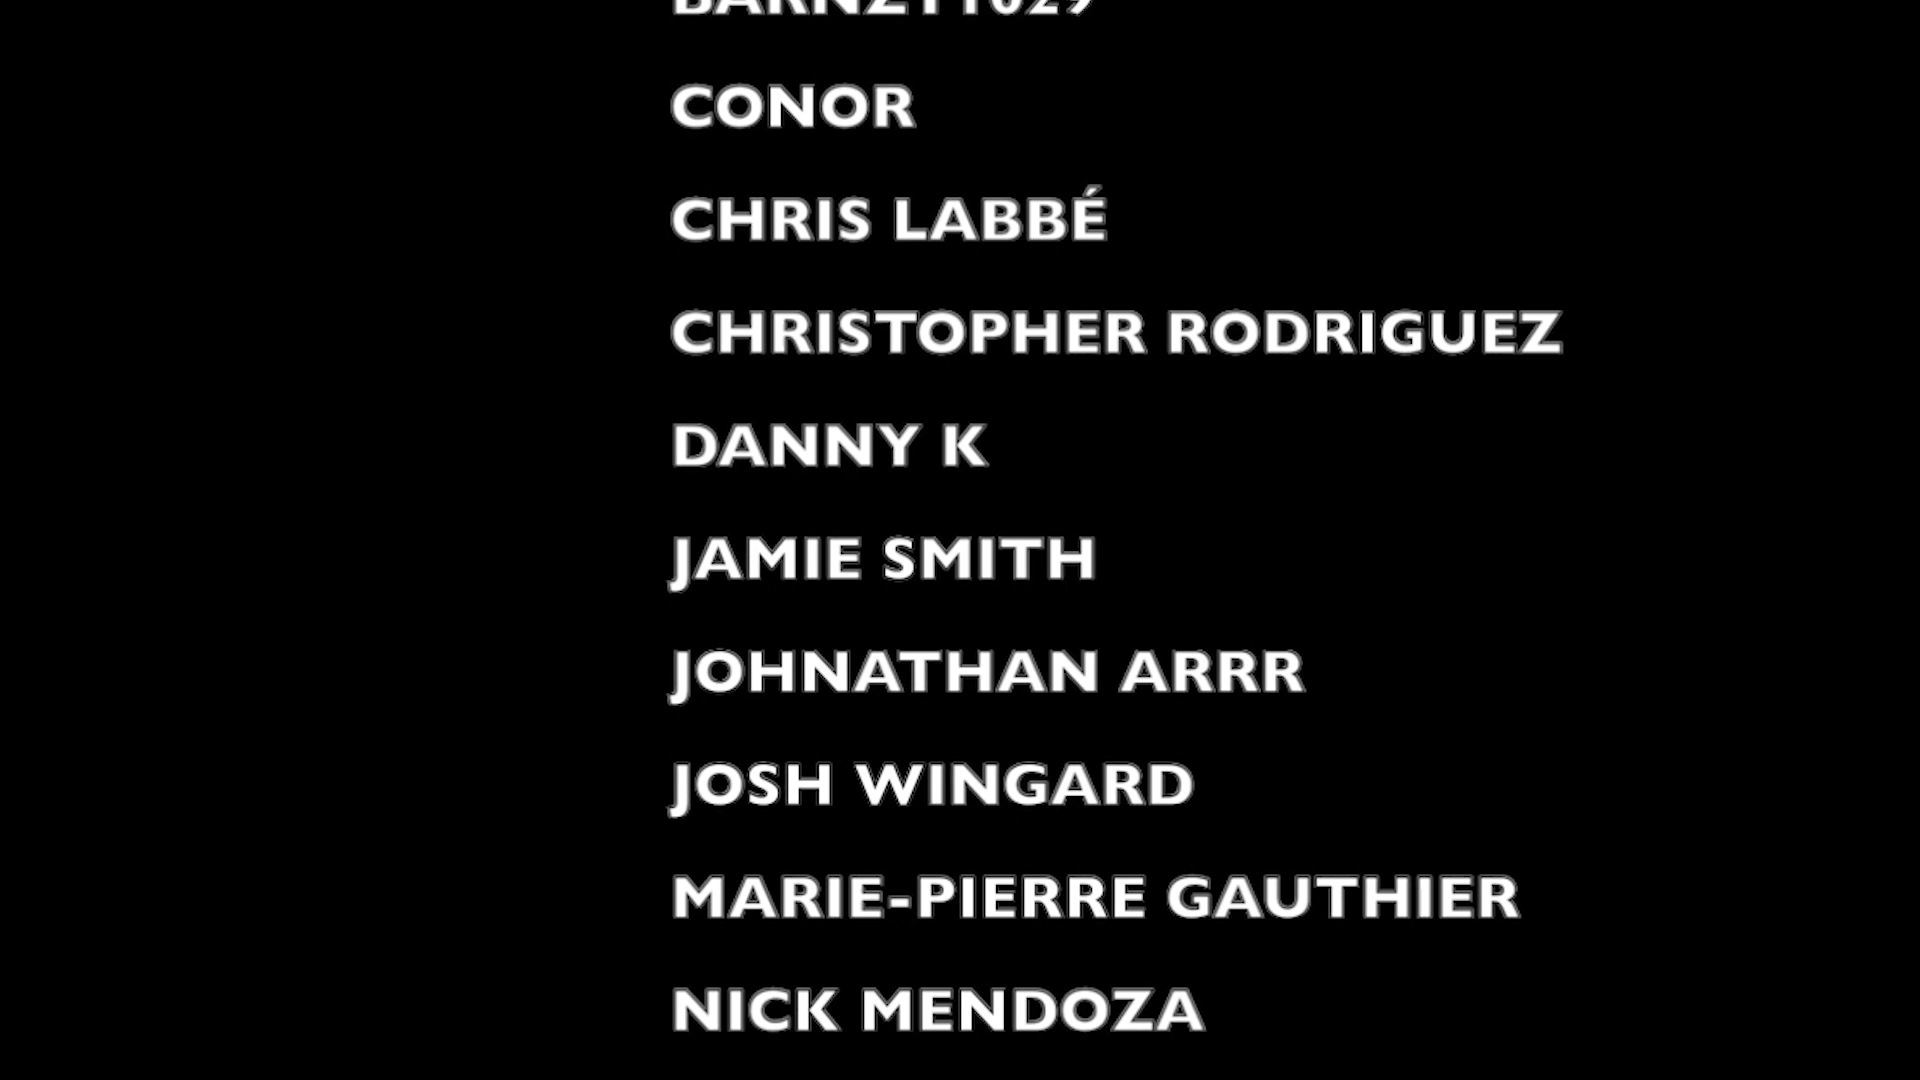 CONOR
CHRIS LABBÉ
CHRISTOPHER RODRIGUEZ
DANNY K
JAMIE SMITH
JOHNATHAN ARRR
JOSH WINGARD
MARIE-PIERRE GAUTHIER
NICK MENDOZA